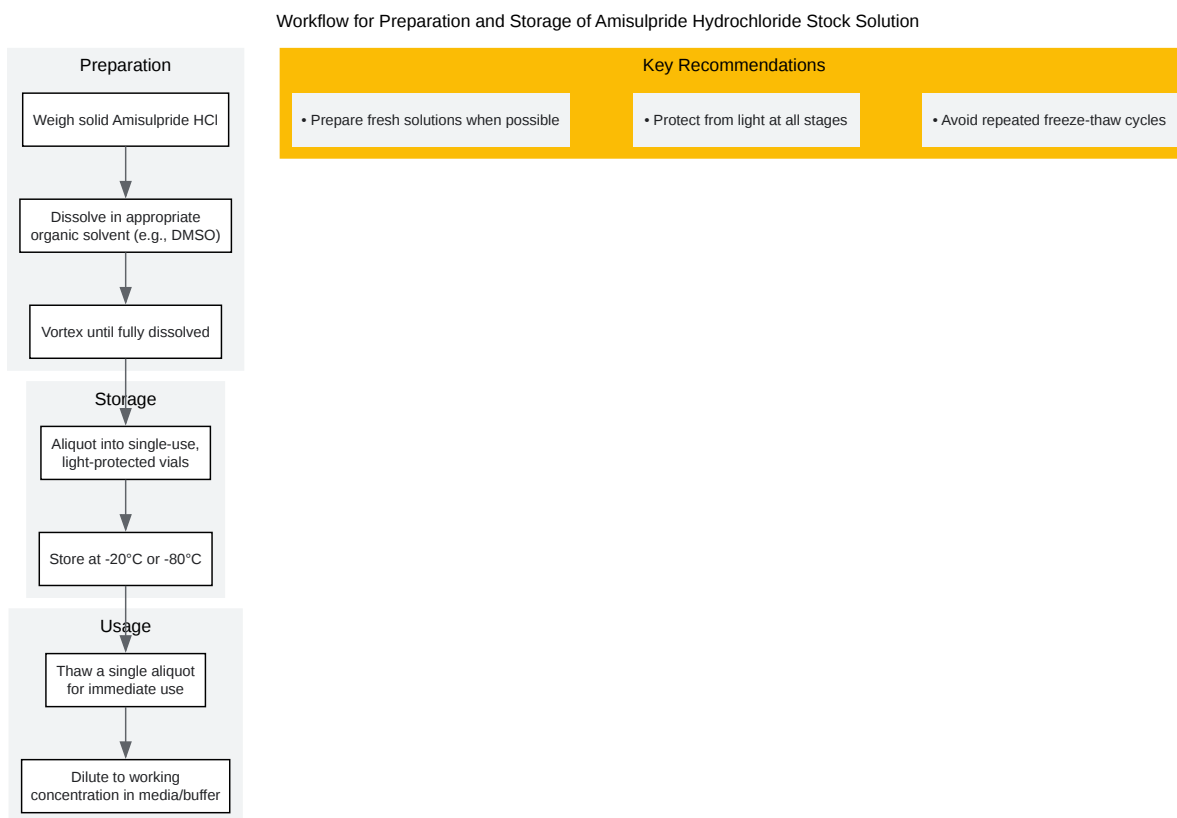 Workflow for Preparation and Storage of Amisulpride Hydrochloride Stock Solution
Preparation
Weigh solid Amisulpride HCl
Dissolve in appropriate
organic solvent (e.g., DMSO)
Vortex until fully dissolved
Storage
Aliquot into single-use,
light-protected vials
Store at -20°C or -80°C
Usage
Thaw a single aliquot
for immediate use
Dilute to working
concentration in media/buffer
Key Recommendations
• Prepare fresh solutions when possible
• Protect from light at all stages
• Avoid repeated freeze-thaw cycles